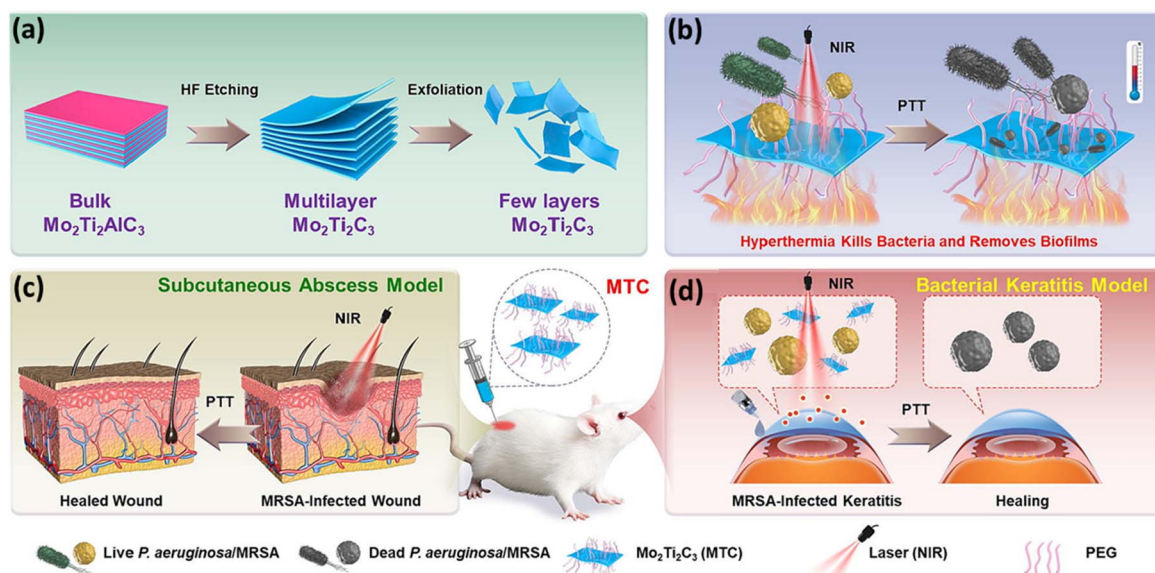 (a)
HF Etching
Exfoliation
Bulk
Mo₂Ti₂AlC₃
Multilayer
Mo₂Ti₂C₃
Few layers
Mo₂Ti₂C₃
(b)
NIR
PTT
Hyperthermia Kills Bacteria and Removes Biofilms
(c)
Subcutaneous Abscess Model
NIR
PTT
Healed Wound
MRSA-Infected Wound
MTC
(d)
NIR
Bacterial Keratitis Model
PTT
MRSA-Infected Keratitis
Healing
Live P. aeruginosa/MRSA
Dead P. aeruginosa/MRSA
Mo₂Ti₂C₃ (MTC)
Laser (NIR)
PEG